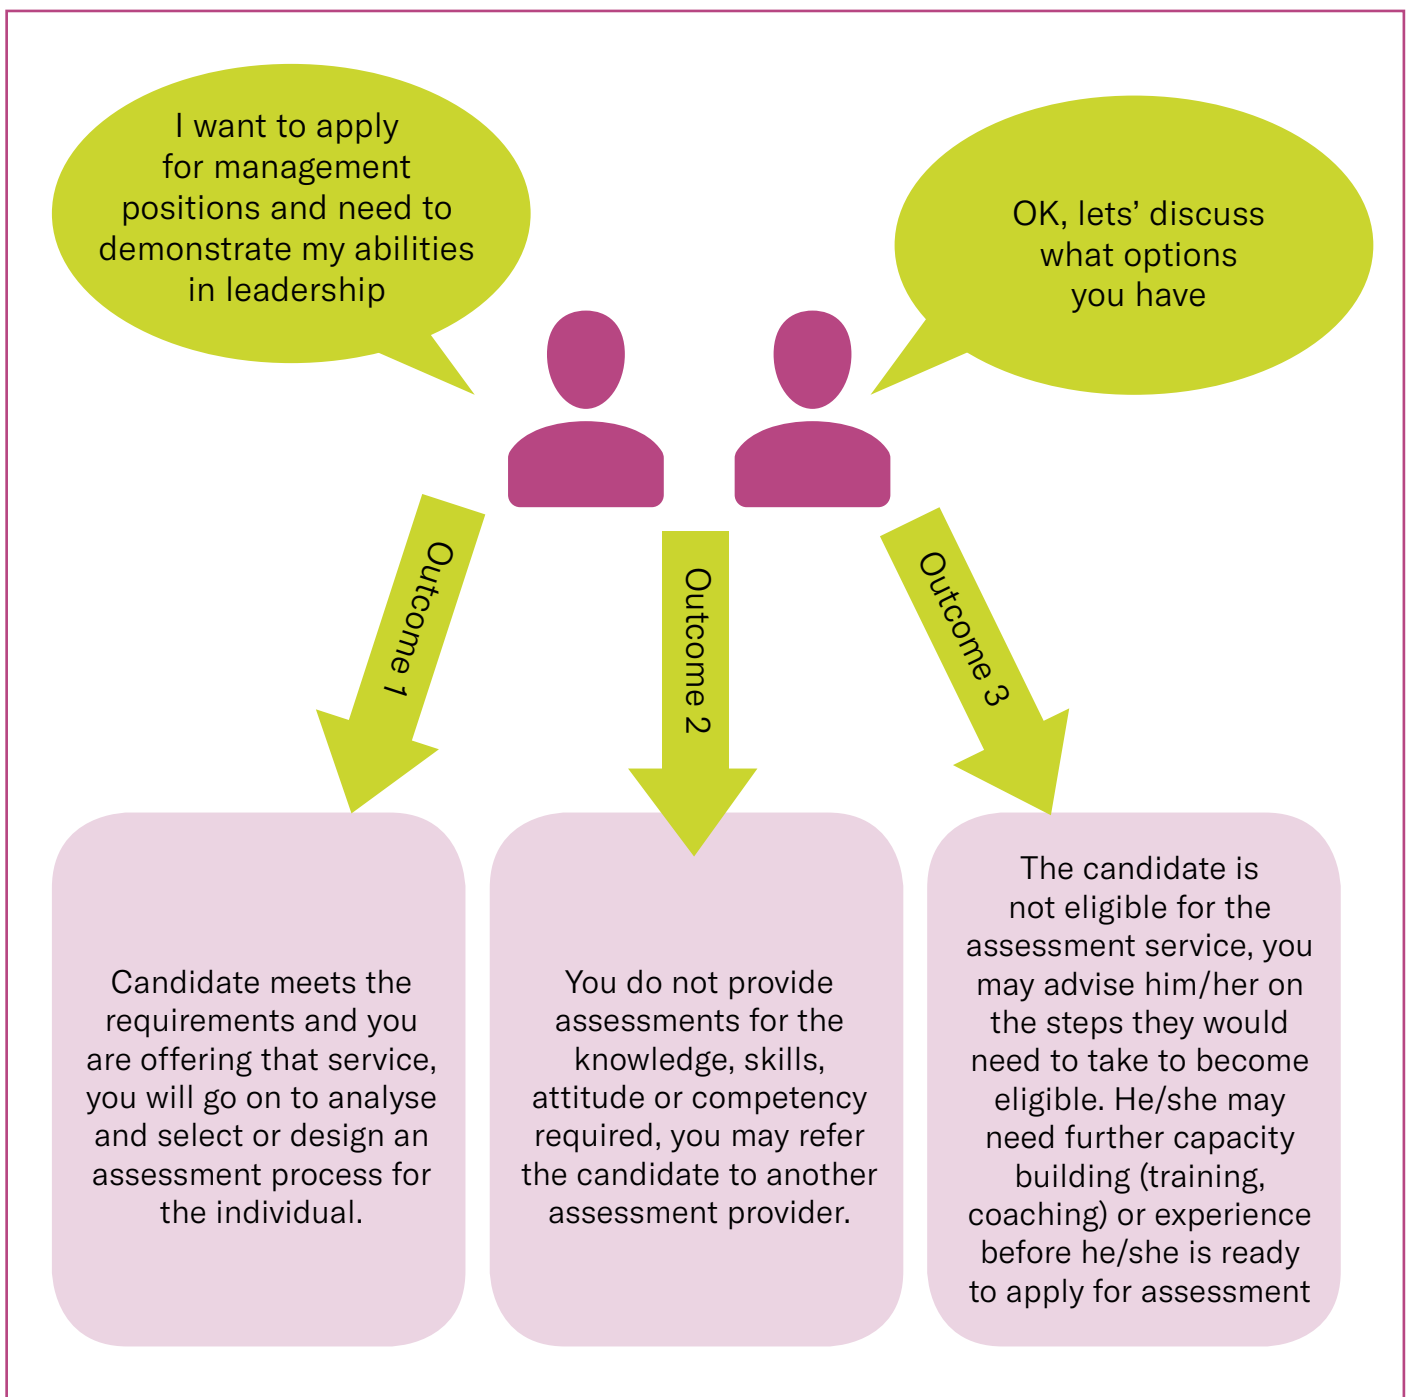 I want to apply
for management
positions and need to
demonstrate my abilities
in leadership
OK, lets’ discuss
what options
you have
Outcome 1
Outcome 2
Outcome 3
Candidate meets the
requirements and you
are offering that service,
you will go on to analyse
and select or design an
assessment process for
the individual.
You do not provide
assessments for the
knowledge, skills,
attitude or competency
required, you may refer
the candidate to another
assessment provider.
The candidate is
not eligible for the
assessment service, you
may advise him/her on
the steps they would
need to take to become
eligible. He/she may
need further capacity
building (training,
coaching) or experience
before he/she is ready
to apply for assessment